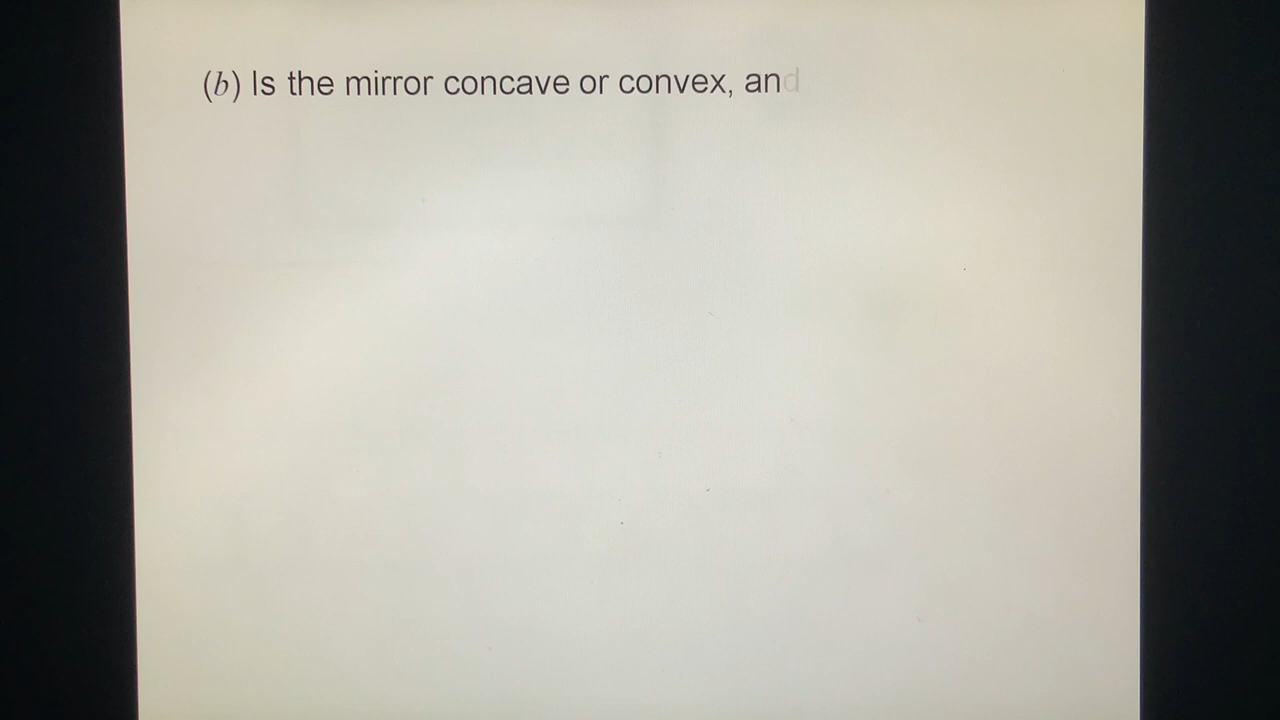 (b) Is the mirror concave or convex, and